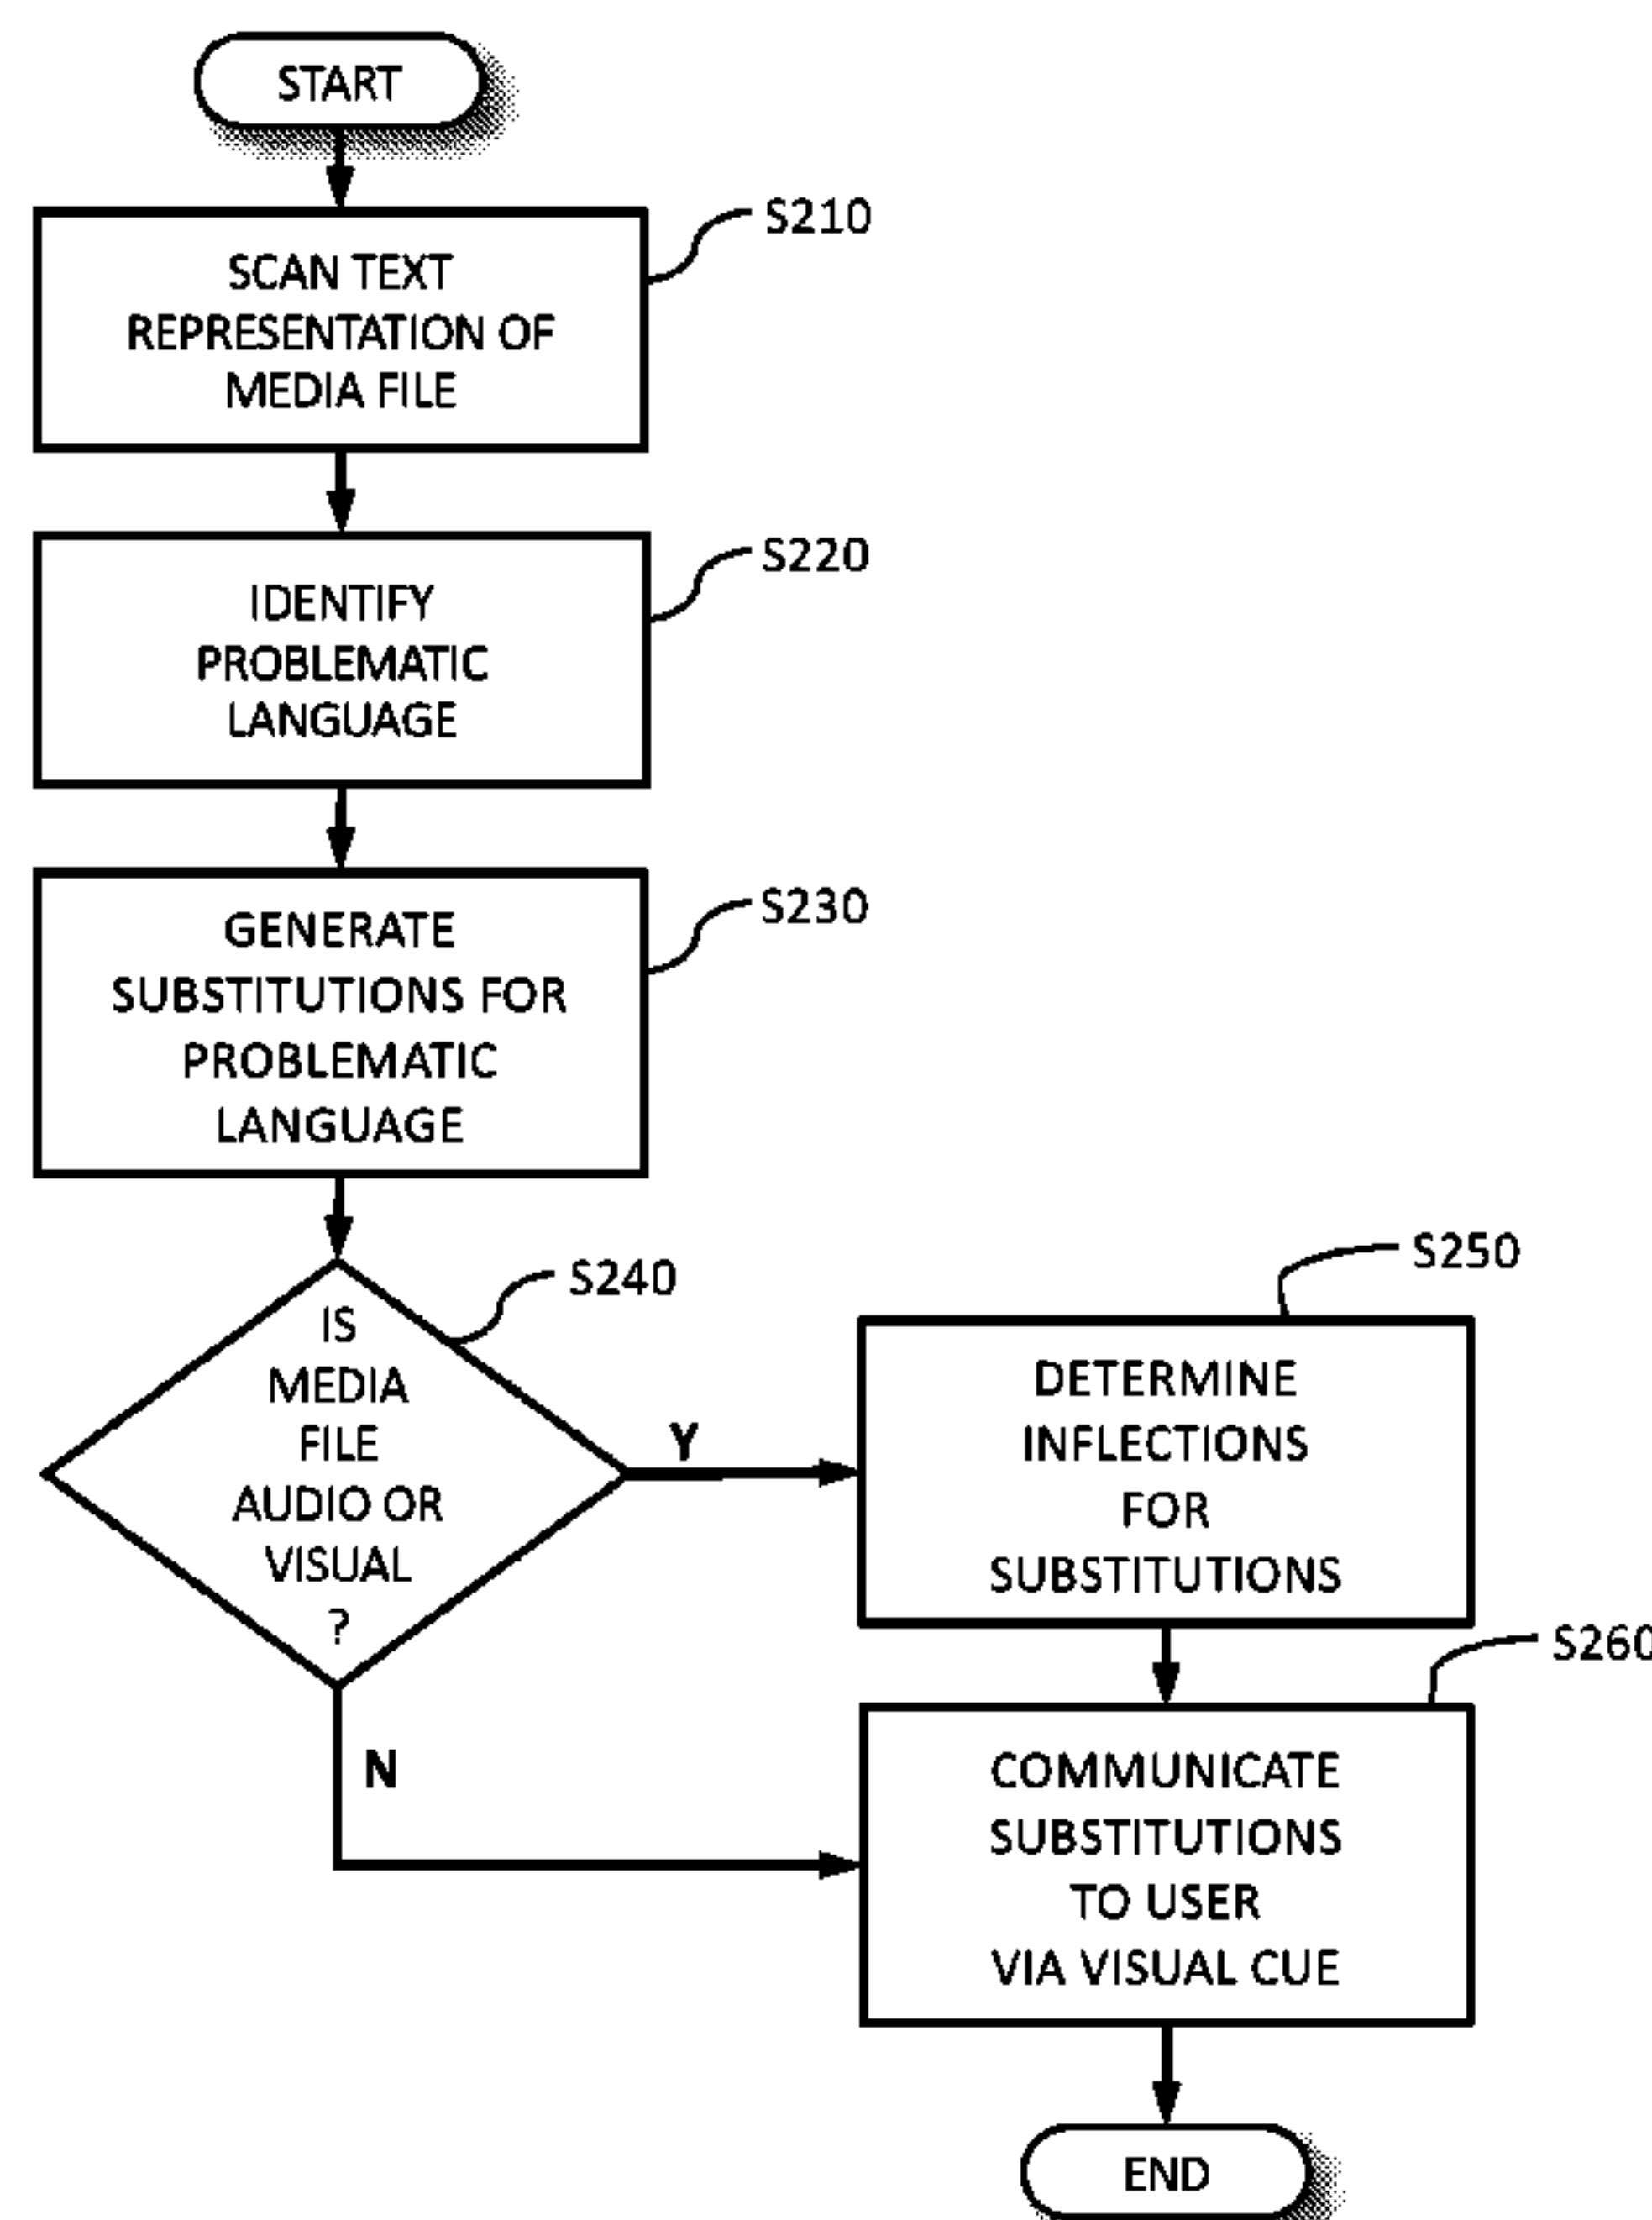 START
S210
SCAN TEXT
REPRESENTATION OF
MEDIA FILE
S220
IDENTIFY
PROBLEMATIC
LANGUAGE
S230
GENERATE
SUBSTITUTIONS FOR
PROBLEMATIC
LANGUAGE
S240
IS
MEDIA
FILE
AUDIO OR
VISUAL
?
Y
N
S250
DETERMINE
INFLECTIONS
FOR
SUBSTITUTIONS
S260
COMMUNICATE
SUBSTITUTIONS
TO USER
VIA VISUAL CUE
END